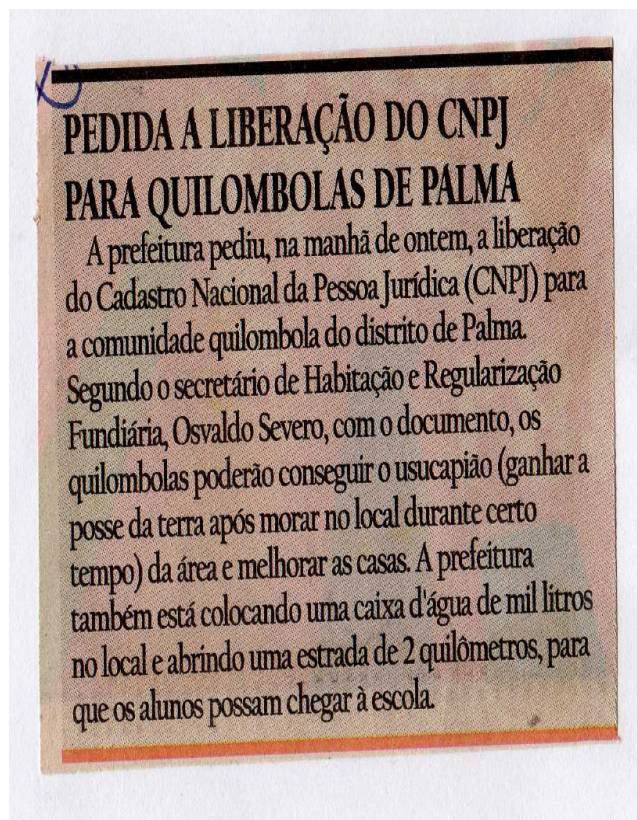 PEDIDA A LIBERAÇÃO DO CNPJ
PARA QUILOMBOLAS DE PALMA
A prefeitura pediu, na manhã de ontem, a liberação
do Cadastro Nacional da Pessoa Jurídica (CNPJ) para
a comunidade quilombola do distrito de Palma.
Segundo o secretário de Habitação e Regularização
Fundiária, Osvaldo Severo, com o documento, os
quilombolas poderão conseguir o usucapião (ganhar a
posse da terra após morar no local durante certo
tempo) da área e melhorar as casas. A prefeitura
também está colocando uma caixa d'água de mil litros
no local e abrindo uma estrada de 2 quilômetros, para
que os alunos possam chegar à escola.